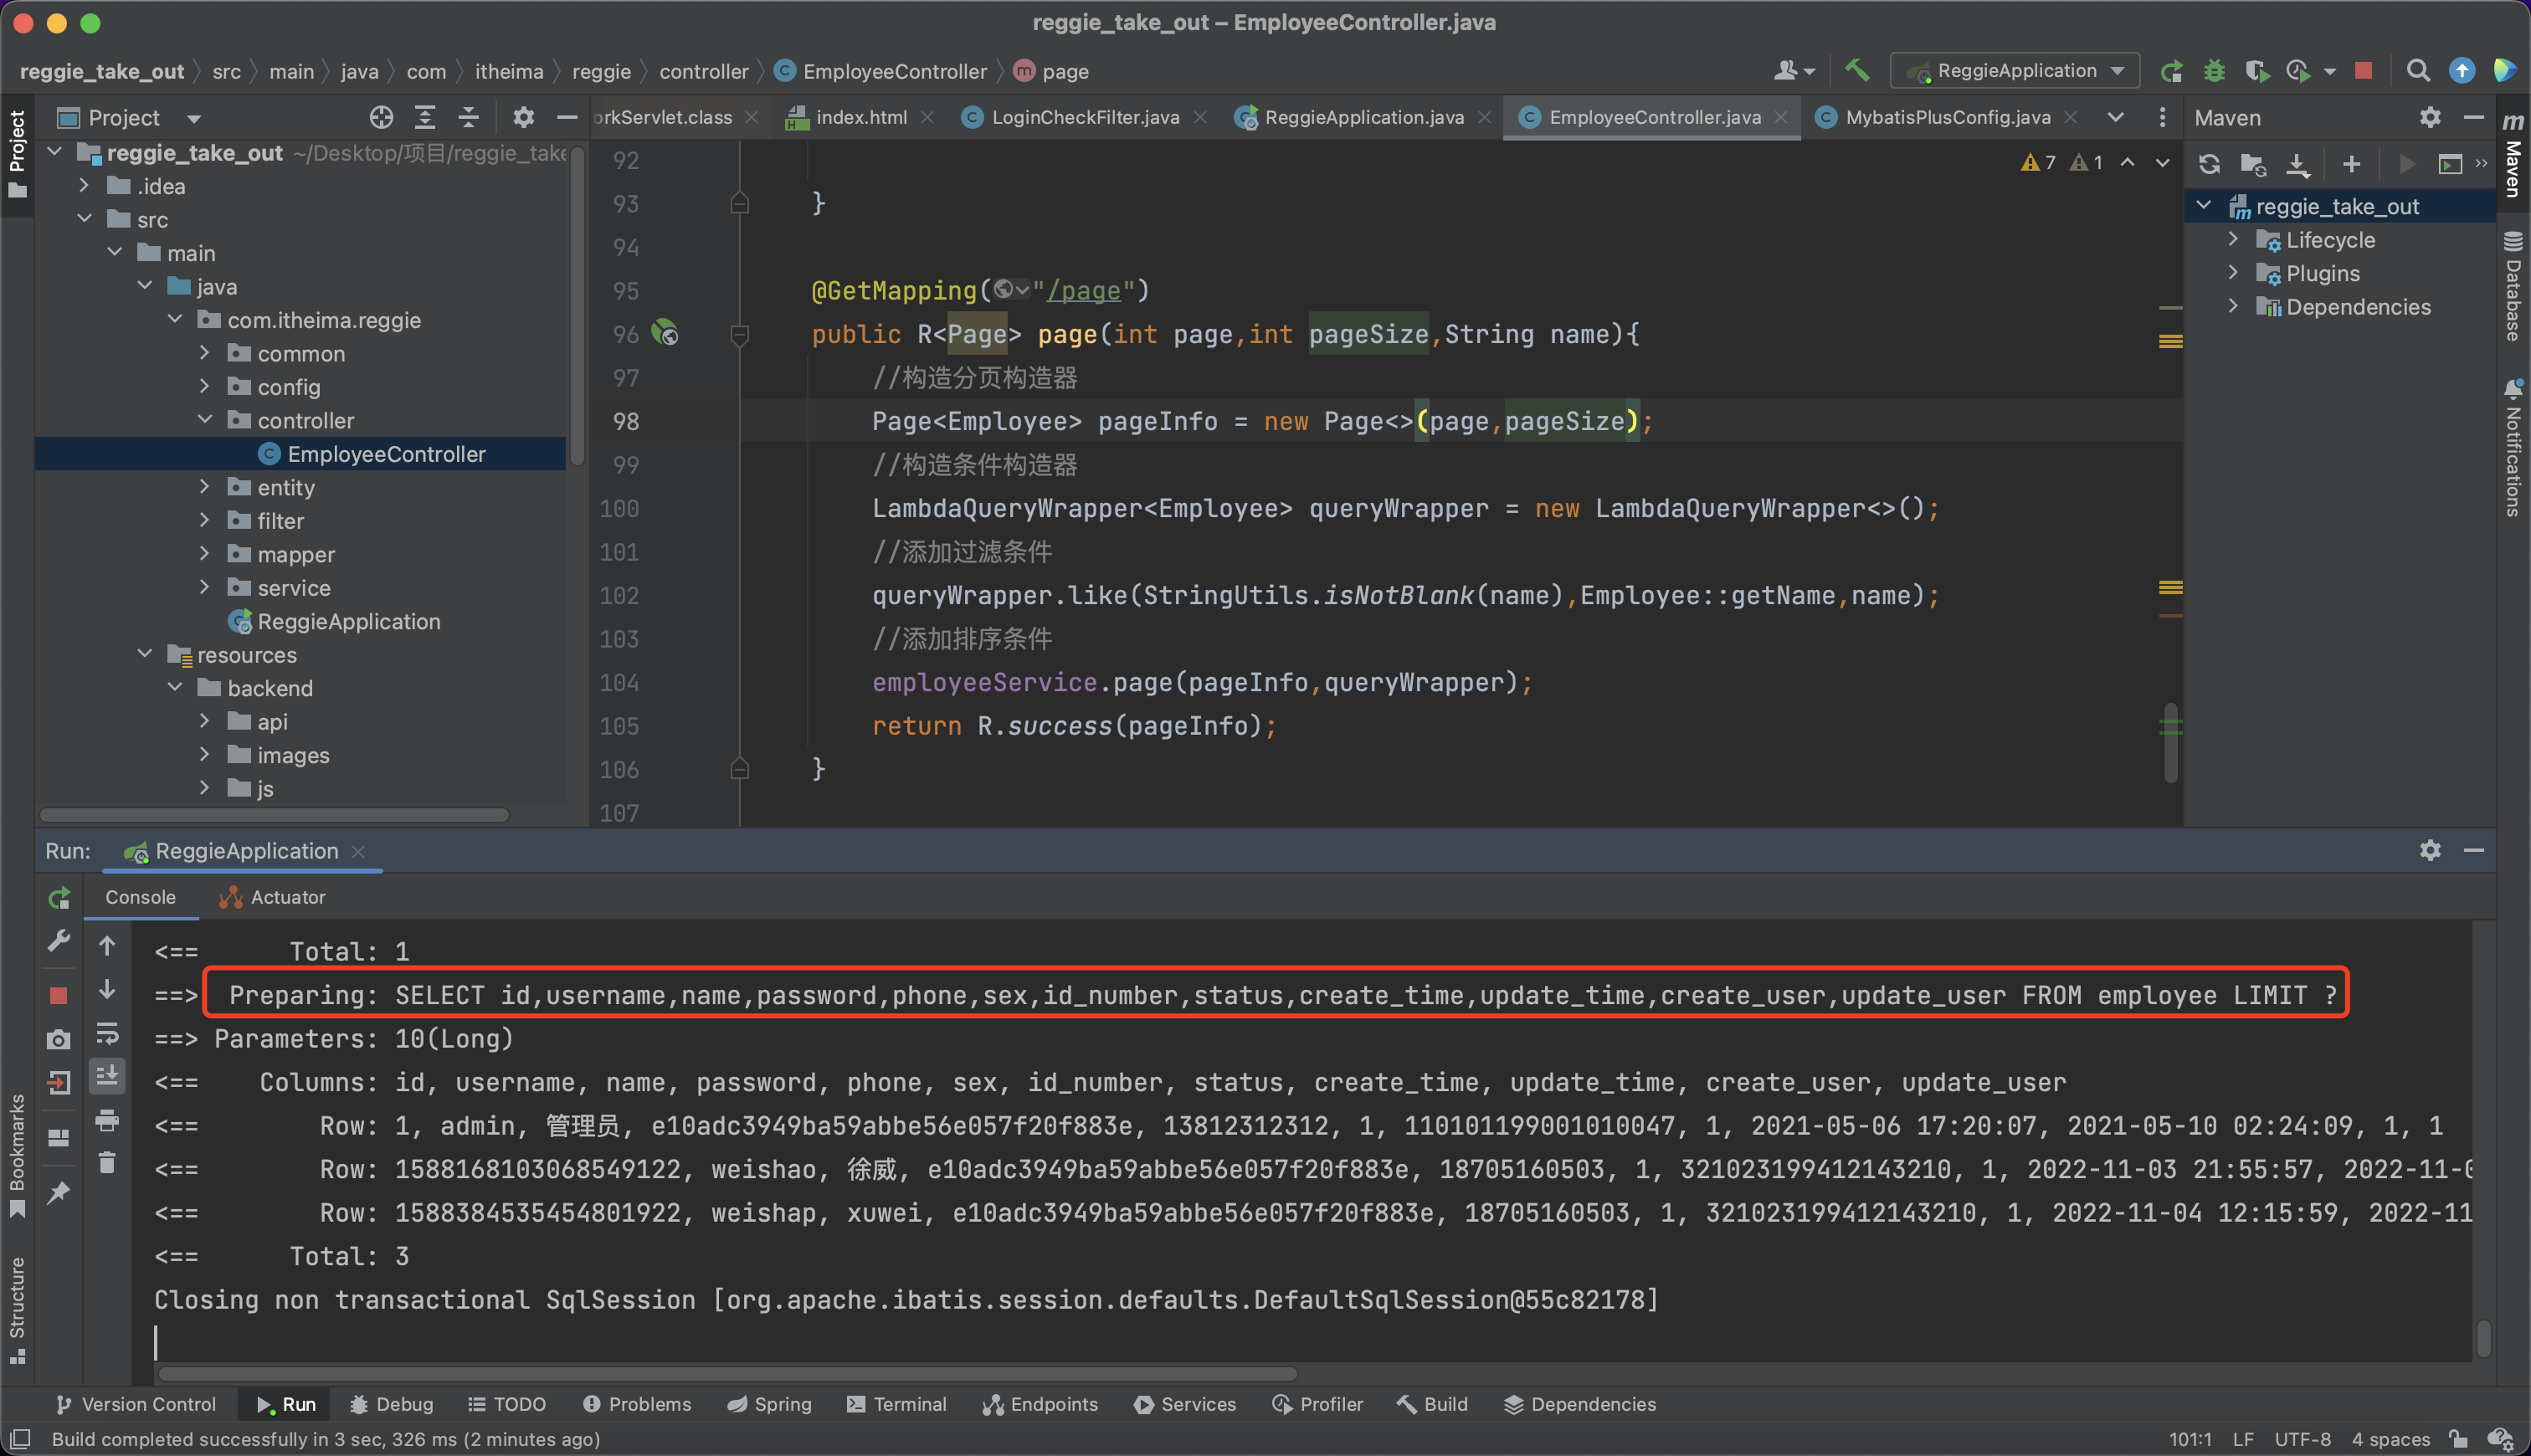 reggie_take_out – EmployeeController.java
reggie_take_out src main java com itheima reggie controller EmployeeController page
ReggieApplication
Project
orkServlet.class index.html LoginCheckFilter.java ReggieApplication.java EmployeeController.java MybatisPlusConfig.java
Maven
reggie_take_out ~/Desktop/项目/reggie_take
.idea
src
main
java
com.itheima.reggie
common
config
controller
EmployeeController
entity
filter
mapper
service
ReggieApplication
resources
backend
api
images
js
7 1
92
93 }
94
95 @GetMapping("/page")
96 public R<Page> page(int page,int pageSize,String name){
97 //构造分页构造器
98 Page<Employee> pageInfo = new Page<>(page,pageSize);
99 //构造条件构造器
100 LambdaQueryWrapper<Employee> queryWrapper = new LambdaQueryWrapper<>();
101 //添加过滤条件
102 queryWrapper.like(StringUtils.isNotBlank(name),Employee::getName,name);
103 //添加排序条件
104 employeeService.page(pageInfo,queryWrapper);
105 return R.success(pageInfo);
106 }
107
reggie_take_out
Lifecycle
Plugins
Dependencies
Project
Bookmarks
Structure
Maven
Database
Notifications
Run: ReggieApplication
Console Actuator
<== Total: 1
==> Preparing: SELECT id,username,name,password,phone,sex,id_number,status,create_time,update_time,create_user,update_user FROM employee LIMIT ?
==> Parameters: 10(Long)
<== Columns: id, username, name, password, phone, sex, id_number, status, create_time, update_time, create_user, update_user
<== Row: 1, admin, 管理员, e10adc3949ba59abbe56e057f20f883e, 13812312312, 1, 110101199001010047, 1, 2021-05-06 17:20:07, 2021-05-10 02:24:09, 1, 1
<== Row: 1588168103068549122, weishao, 徐威, e10adc3949ba59abbe56e057f20f883e, 18705160503, 1, 321023199412143210, 1, 2022-11-03 21:55:57, 2022-11-0
<== Row: 1588384535454801922, weishap, xuwei, e10adc3949ba59abbe56e057f20f883e, 18705160503, 1, 321023199412143210, 1, 2022-11-04 12:15:59, 2022-11
<== Total: 3
Closing non transactional SqlSession [org.apache.ibatis.session.defaults.DefaultSqlSession@55c82178]
Version Control Run Debug TODO Problems Spring Terminal Endpoints Services Profiler Build Dependencies
Build completed successfully in 3 sec, 326 ms (2 minutes ago) 101:1 LF UTF-8 4 spaces